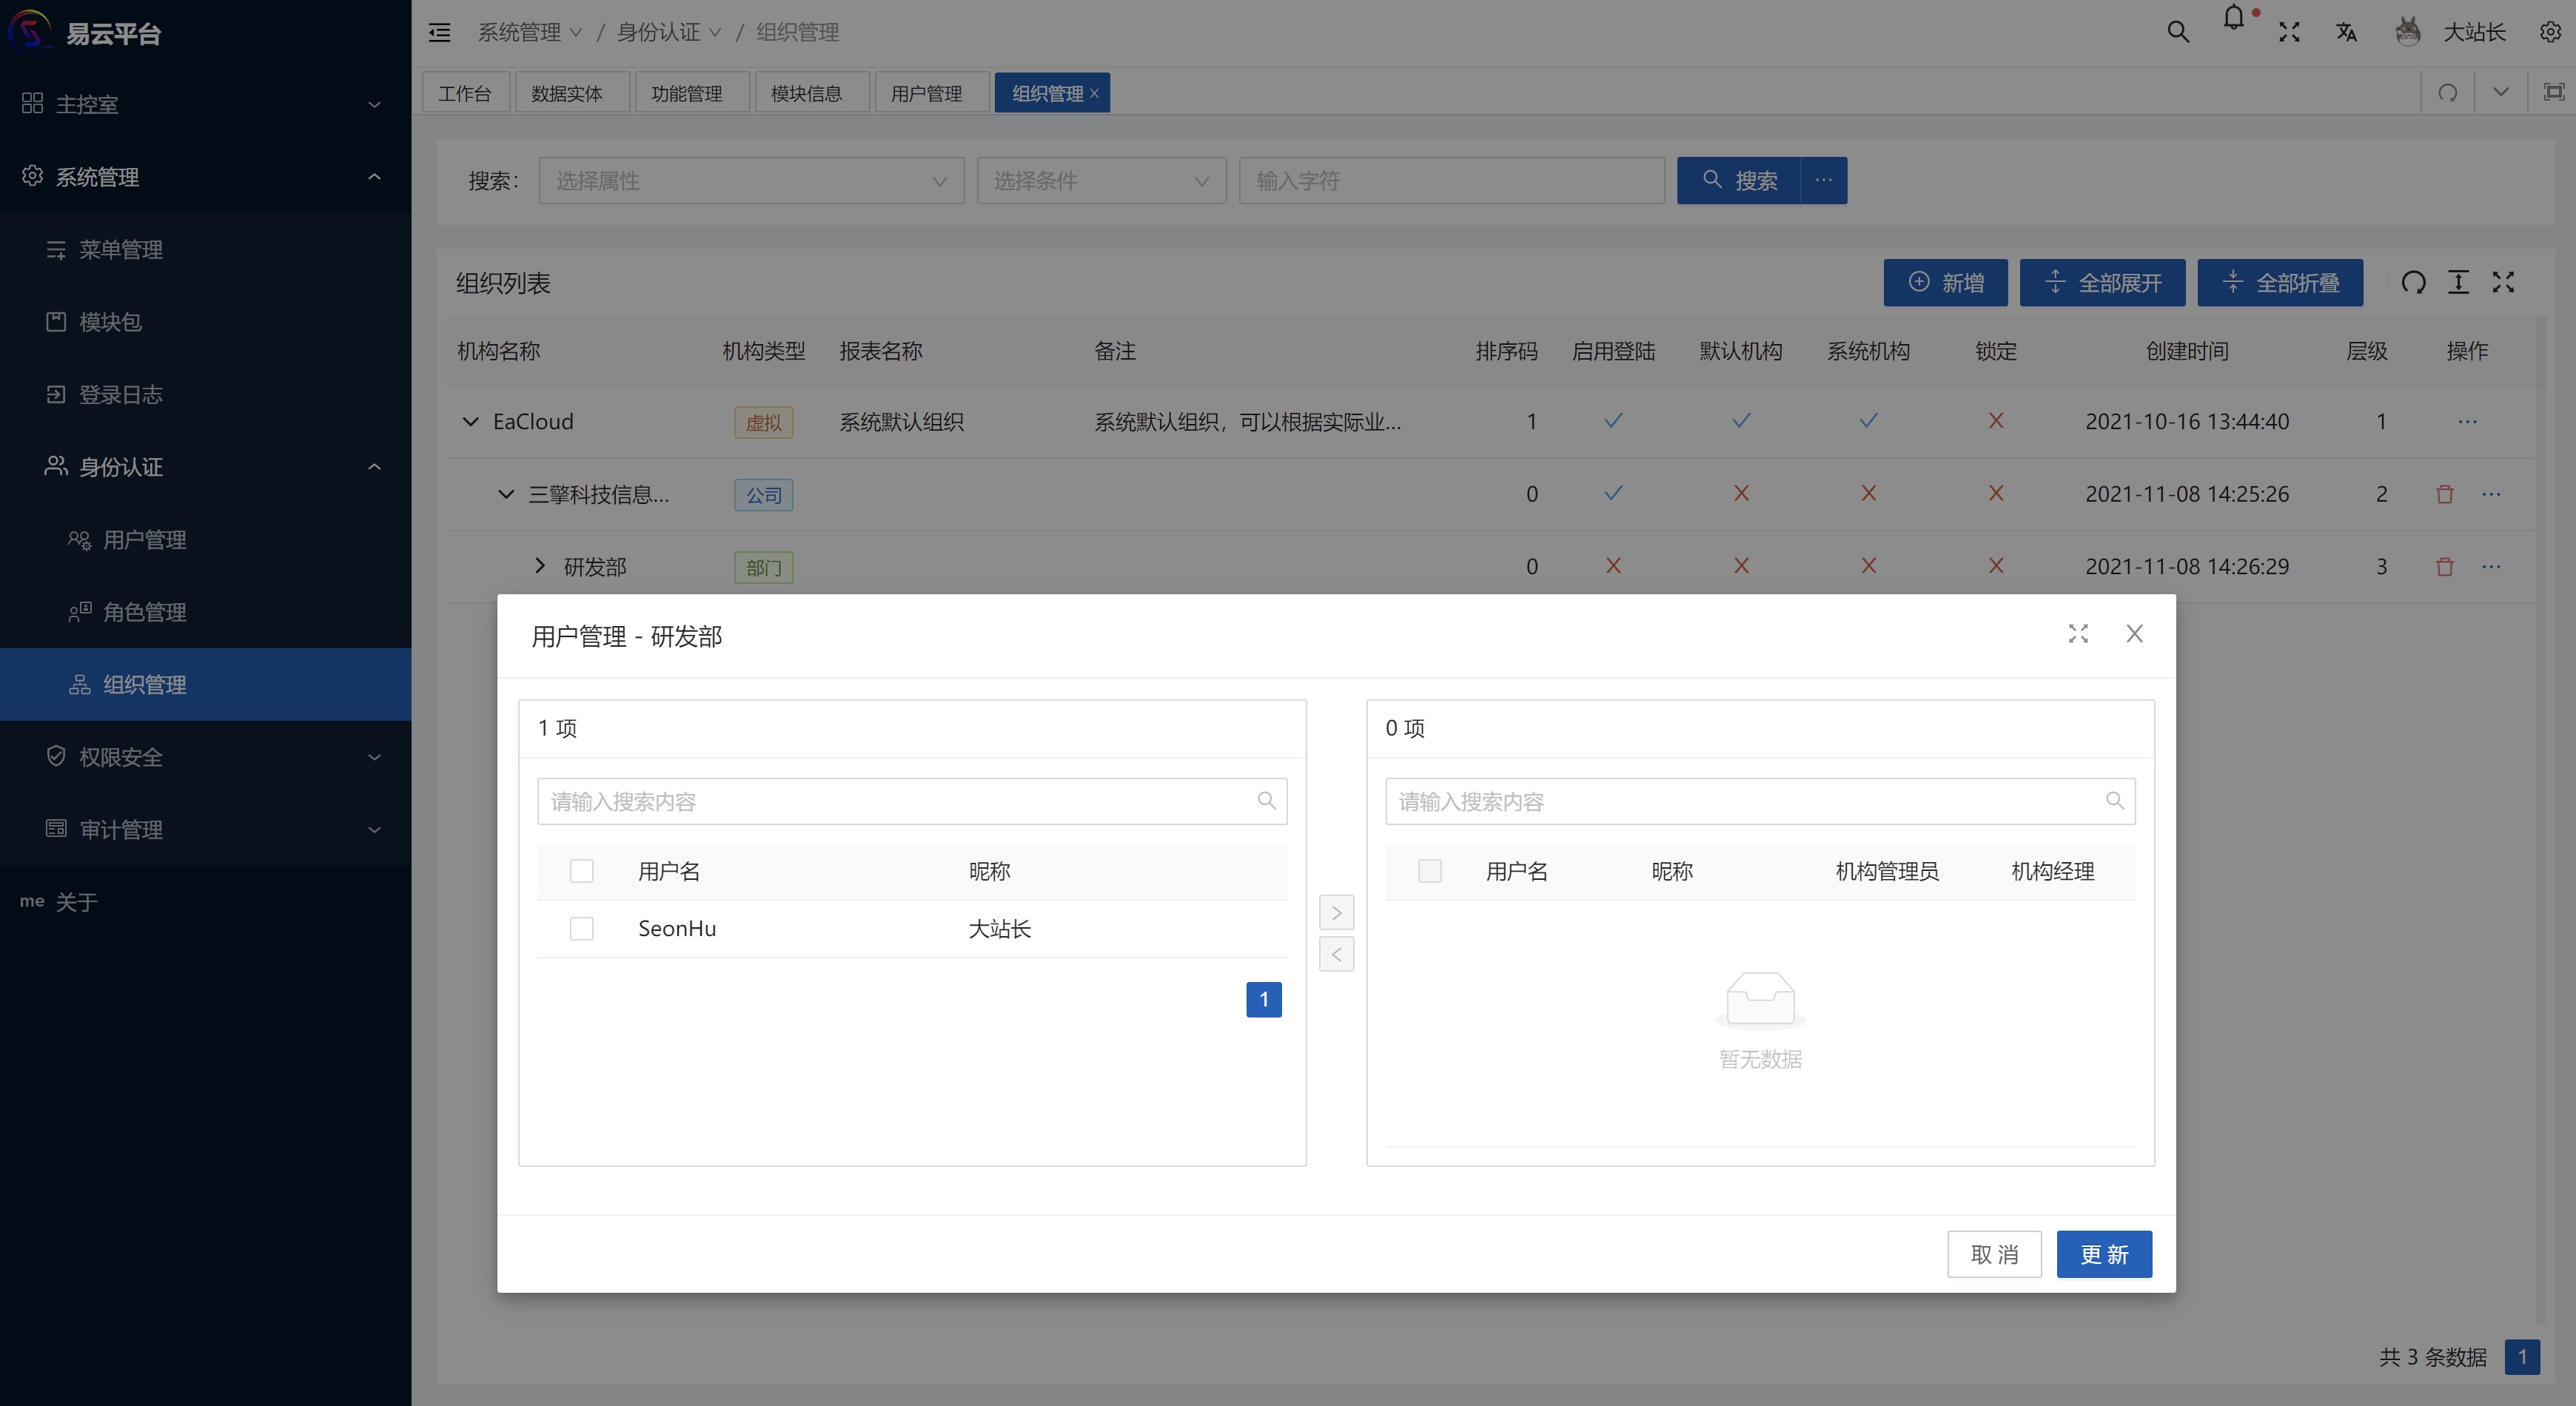 易云平台
主控室
系统管理
菜单管理
模块包
登录日志
身份认证
用户管理
角色管理
组织管理
权限安全
审计管理
me 关于
系统管理 / 身份认证 / 组织管理
大站长
工作台 数据实体 功能管理 模块信息 用户管理 组织管理
搜索： 选择属性 选择条件 输入字符 搜索 ...
组织列表 新增 全部展开 全部折叠
机构名称 机构类型 报表名称 备注 排序码 启用登陆 默认机构 系统机构 锁定 创建时间 层级 操作
EaCloud 虚拟 系统默认组织 系统默认组织，可以根据实际业... 1 2021-10-16 13:44:40 1 ...
三擎科技信息... 公司 0 2021-11-08 14:25:26 2 ...
研发部 部门 0 2021-11-08 14:26:29 3 ...
用户管理 - 研发部
1 项
请输入搜索内容
用户名 昵称
SeonHu 大站长
1
0 项
请输入搜索内容
用户名 昵称 机构管理员 机构经理
暂无数据
取 消 更 新
共 3 条数据 1